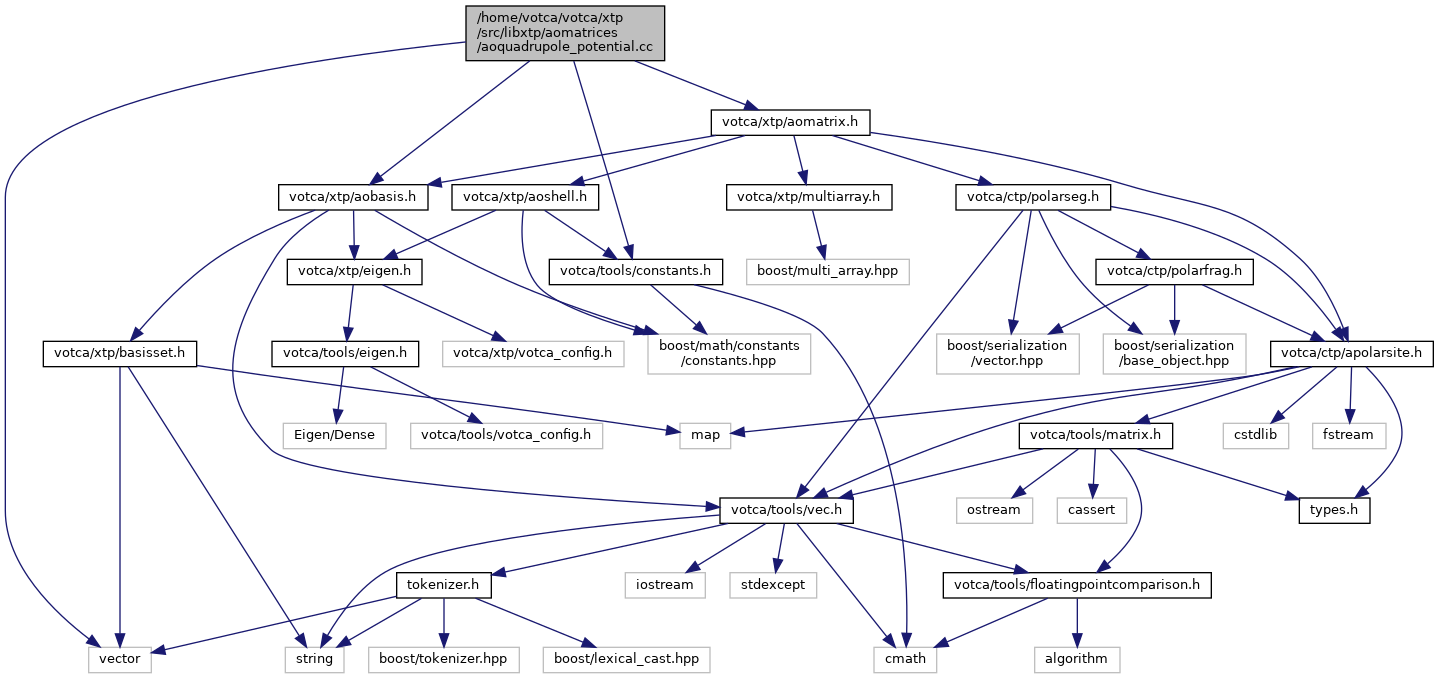 /home/votca/votca/xtp
/src/libxtp/aomatrices
/aoquadrupole_potential.cc
votca/xtp/aomatrix.h
votca/xtp/aobasis.h
votca/xtp/aoshell.h
votca/xtp/multiarray.h
votca/ctp/polarseg.h
votca/xtp/eigen.h
votca/tools/constants.h
boost/multi_array.hpp
votca/ctp/polarfrag.h
votca/xtp/basisset.h
votca/tools/eigen.h
votca/xtp/votca_config.h
boost/math/constants
/constants.hpp
boost/serialization
/vector.hpp
boost/serialization
/base_object.hpp
votca/ctp/apolarsite.h
Eigen/Dense
votca/tools/votca_config.h
map
votca/tools/matrix.h
cstdlib
fstream
votca/tools/vec.h
ostream
cassert
types.h
tokenizer.h
iostream
stdexcept
votca/tools/floatingpointcomparison.h
vector
string
boost/tokenizer.hpp
boost/lexical_cast.hpp
cmath
algorithm